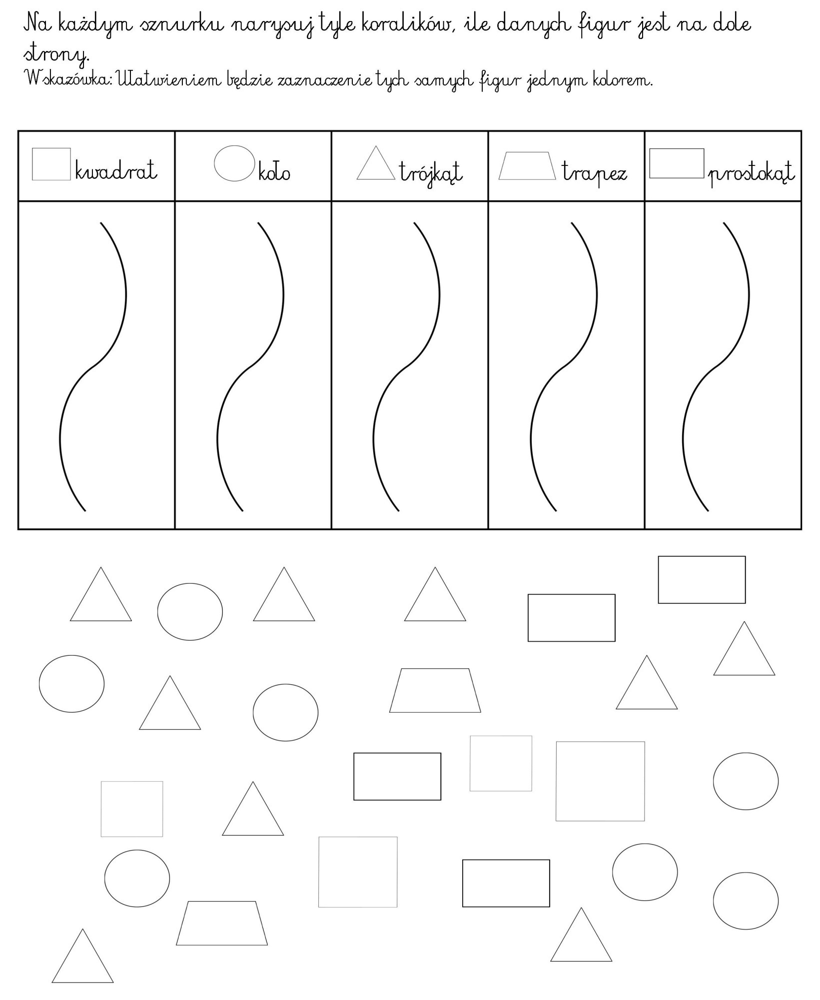 Na każdym sznurku narysuj tyle koralików, ile danych figur jest na dole
strony.
Wskazówka: Ułatwieniem będzie zaznaczenie tych samych figur jednym kolorem.
kwadrat
koło
trójkąt
trapez
prostokąt